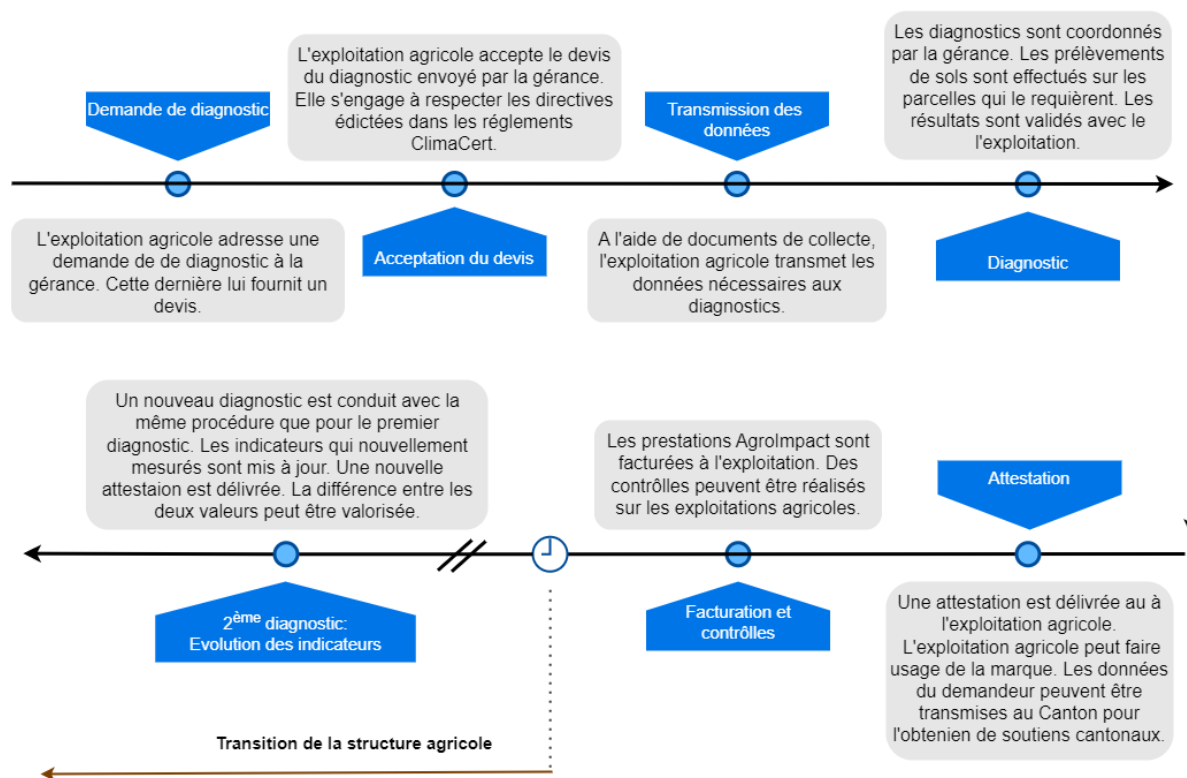 Demande de diagnostic
L'exploitation agricole adresse une
demande de de diagnostic à la
gérance. Cette dernière lui fournit un
devis.
L'exploitation agricole accepte le devis
du diagnostic envoyé par la gérance.
Elle s'engage à respecter les directives
édictées dans les réglements
ClimaCert.
Acceptation du devis
Transmission des
données
A l'aide de documents de collecte,
l'exploitation agricole transmet les
données nécessaires aux
diagnostics.
Les diagnostics sont coordonnés
par la gérance. Les prélèvements
de sols sont effectués sur les
parcelles qui le requièrent. Les
résultats sont validés avec le
l'exploitation.
Diagnostic
Attestation
Une attestation est délivrée au à
l'exploitation agricole.
L'exploitation agricole peut faire
usage de la marque. Les données
du demandeur peuvent être
transmises au Canton pour
l'obtenien de soutiens cantonaux.
Les prestations AgroImpact sont
facturées à l'exploitation. Des
contrôlles peuvent être réalisés
sur les exploitations agricoles.
Facturation et
contrôlles
Un nouveau diagnostic est conduit avec la
même procédure que pour le premier
diagnostic. Les indicateurs qui nouvellement
mesurés sont mis à jour. Une nouvelle
attestaion est délivrée. La différence entre les
deux valeurs peut être valorisée.
2ème diagnostic:
Evolution des indicateurs
Transition de la structure agricole